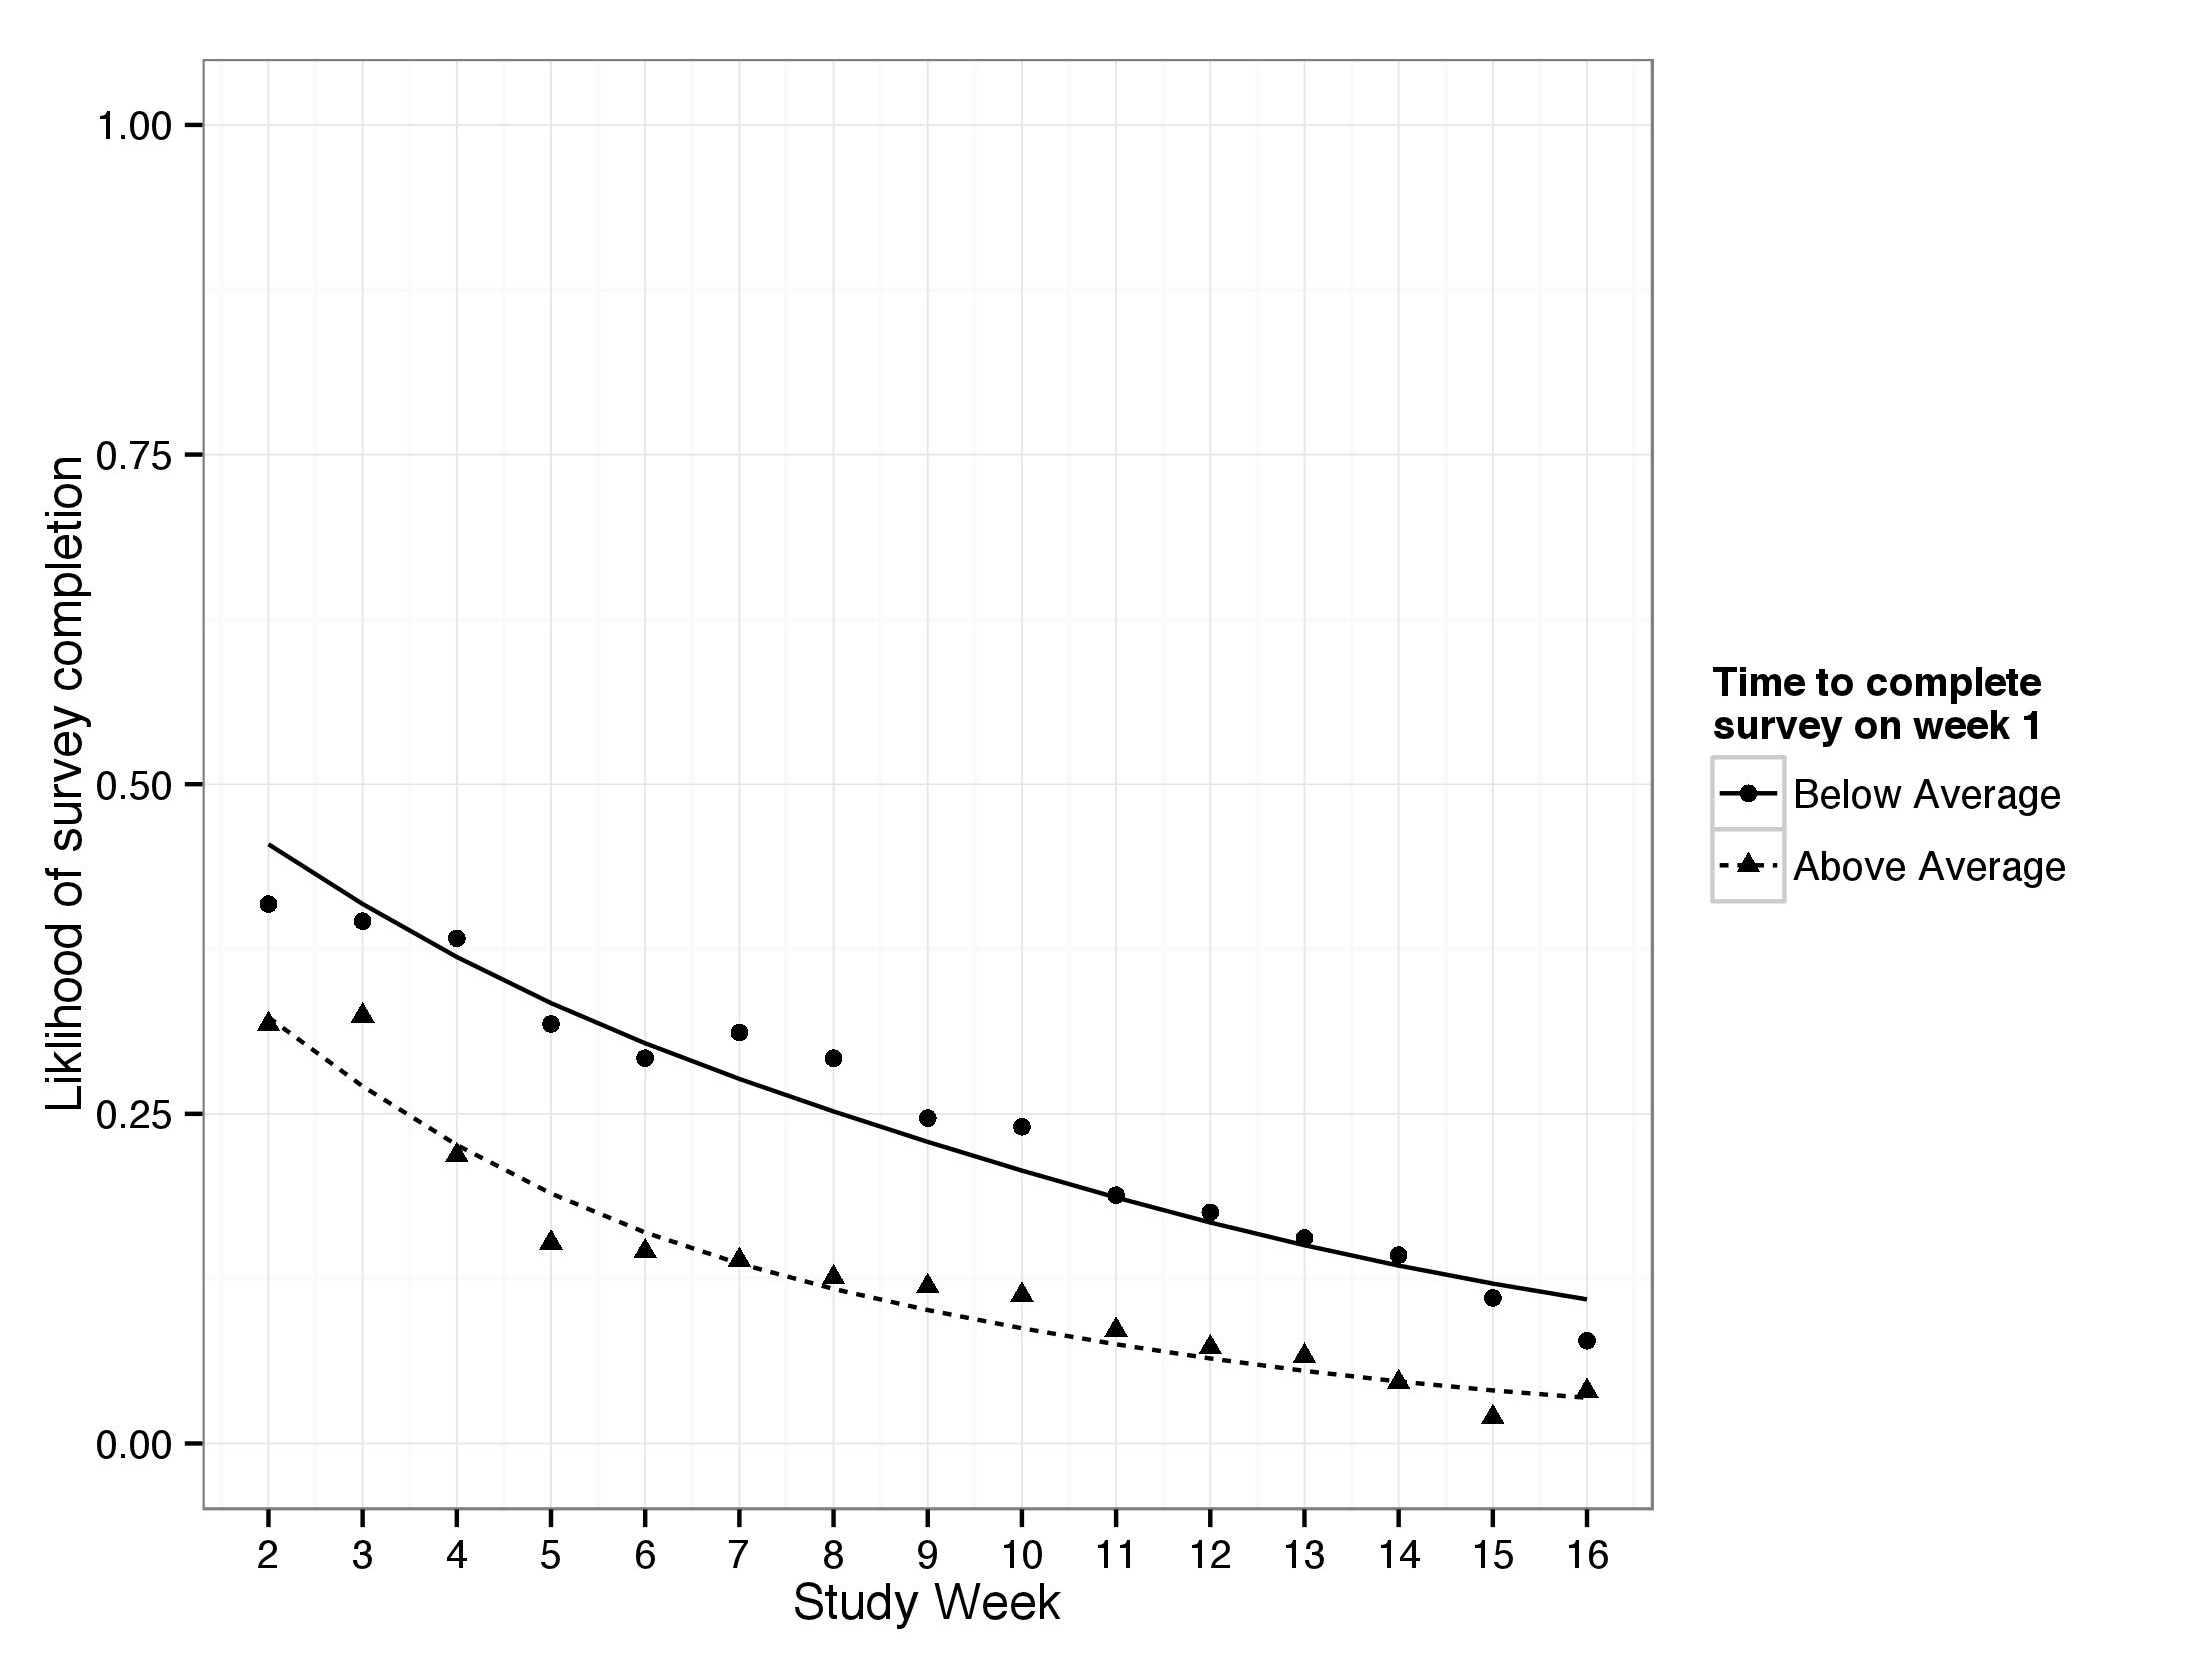 1.00
0.75
0.50
0.25
0.00
Liklihood of survey completion
2 3 4 5 6 7 8 9 10 11 12 13 14 15 16
Study Week
Time to complete
survey on week 1
Below Average
Above Average